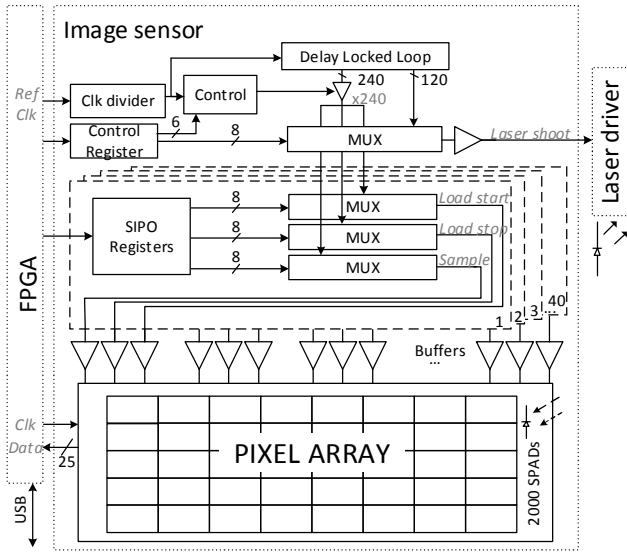 Image sensor
Delay Locked Loop
240
120
x240
Ref
Clk
Clk divider
Control
6
Control
Register
8
MUX
Laser shoot
Laser driver
SIPO
Registers
8
MUX
Load start
8
MUX
Load stop
8
MUX
Sample
FPGA
1
2
3
...
40
Buffers
...
Clk
Data
25
PIXEL ARRAY
2000 SPADs
USB